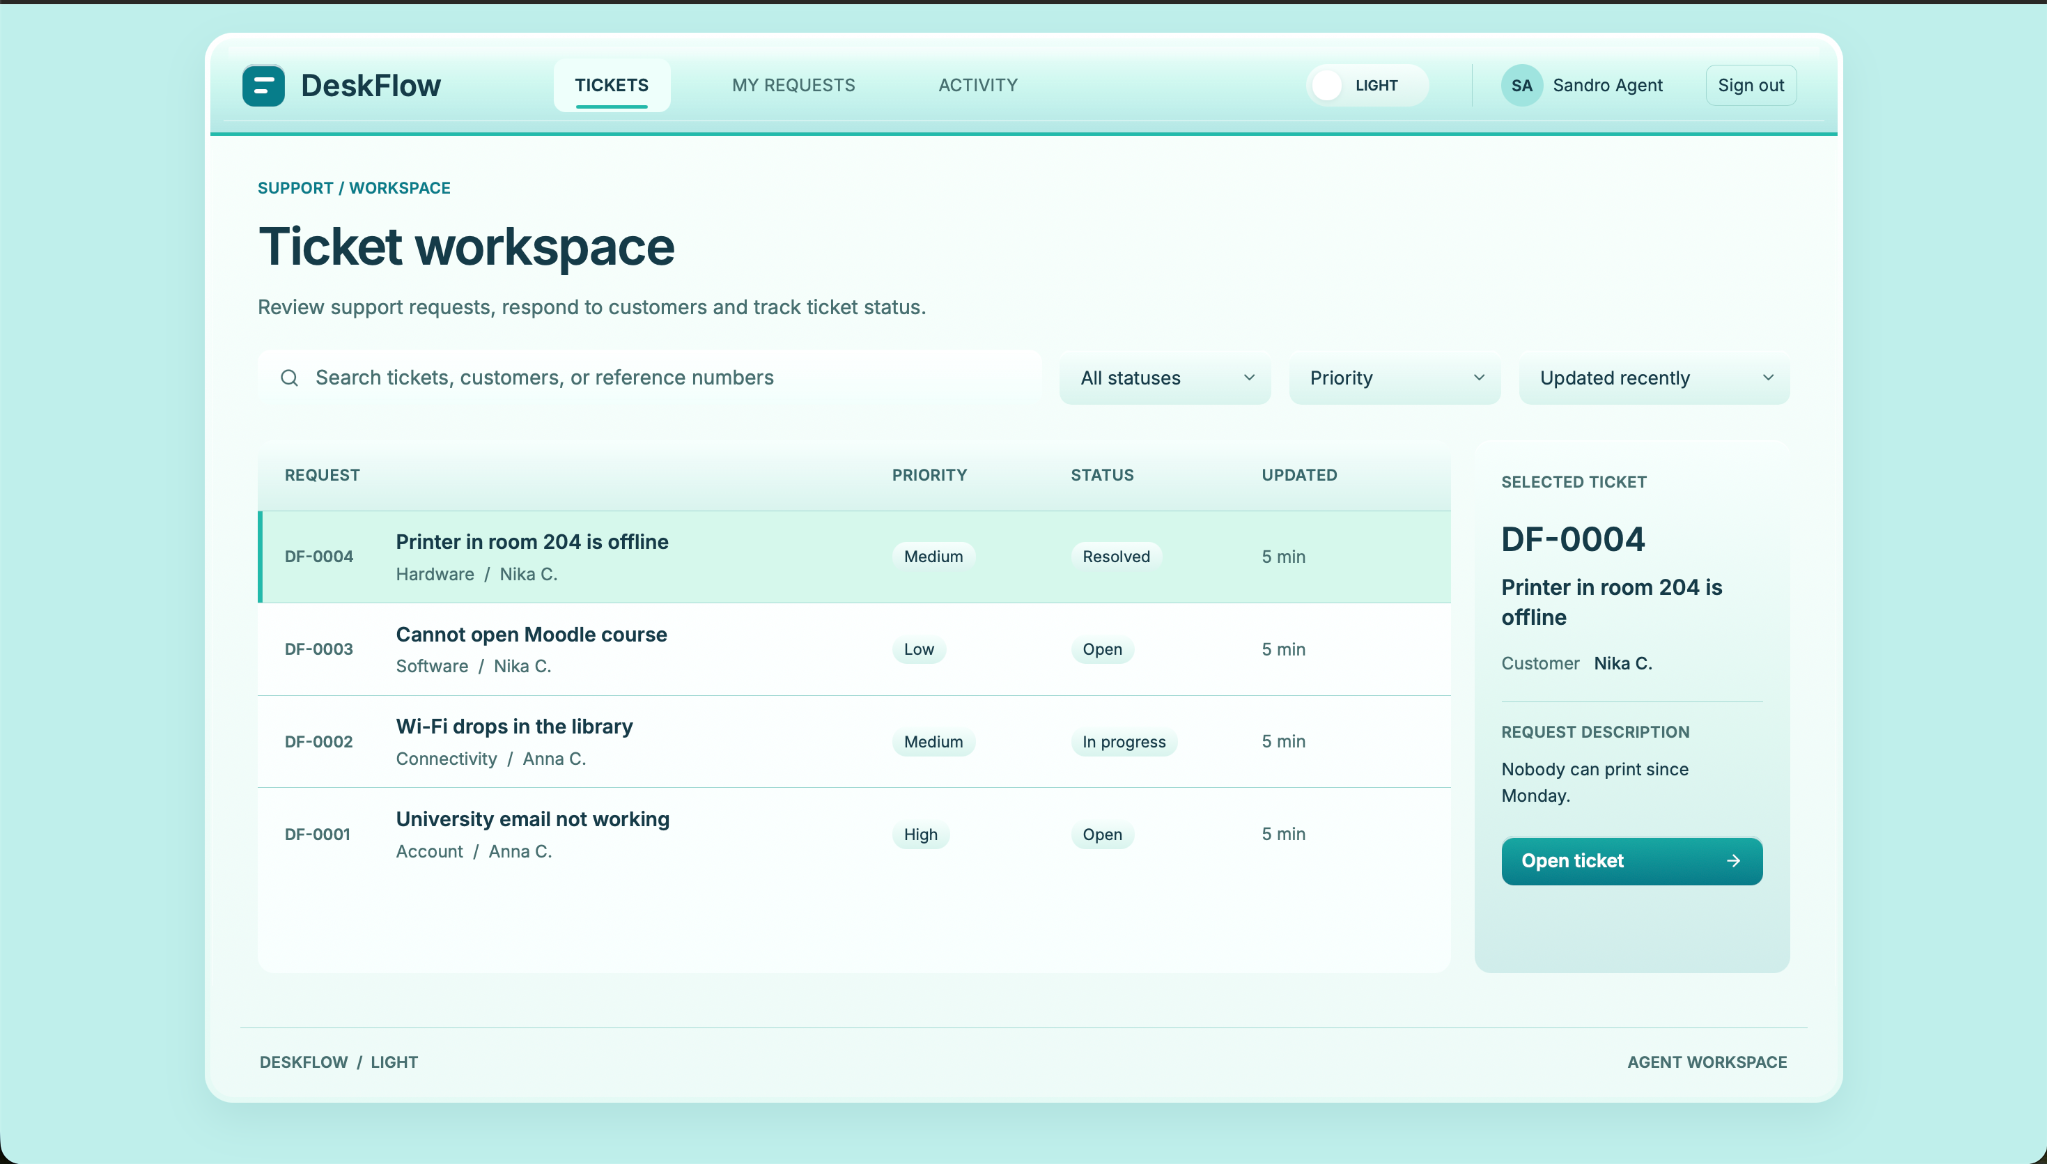 DeskFlow
TICKETS
MY REQUESTS
ACTIVITY
LIGHT
SA
Sandro Agent
Sign out
SUPPORT / WORKSPACE
Ticket workspace
Review support requests, respond to customers and track ticket status.
Search tickets, customers, or reference numbers
All statuses
Priority
Updated recently
REQUEST
PRIORITY
STATUS
UPDATED
DF-0004
Printer in room 204 is offline
Hardware / Nika C.
Medium
Resolved
5 min
DF-0003
Cannot open Moodle course
Software / Nika C.
Low
Open
5 min
DF-0002
Wi-Fi drops in the library
Connectivity / Anna C.
Medium
In progress
5 min
DF-0001
University email not working
Account / Anna C.
High
Open
5 min
SELECTED TICKET
DF-0004
Printer in room 204 is
offline
Customer Nika C.
REQUEST DESCRIPTION
Nobody can print since
Monday.
Open ticket
DESKFLOW / LIGHT
AGENT WORKSPACE